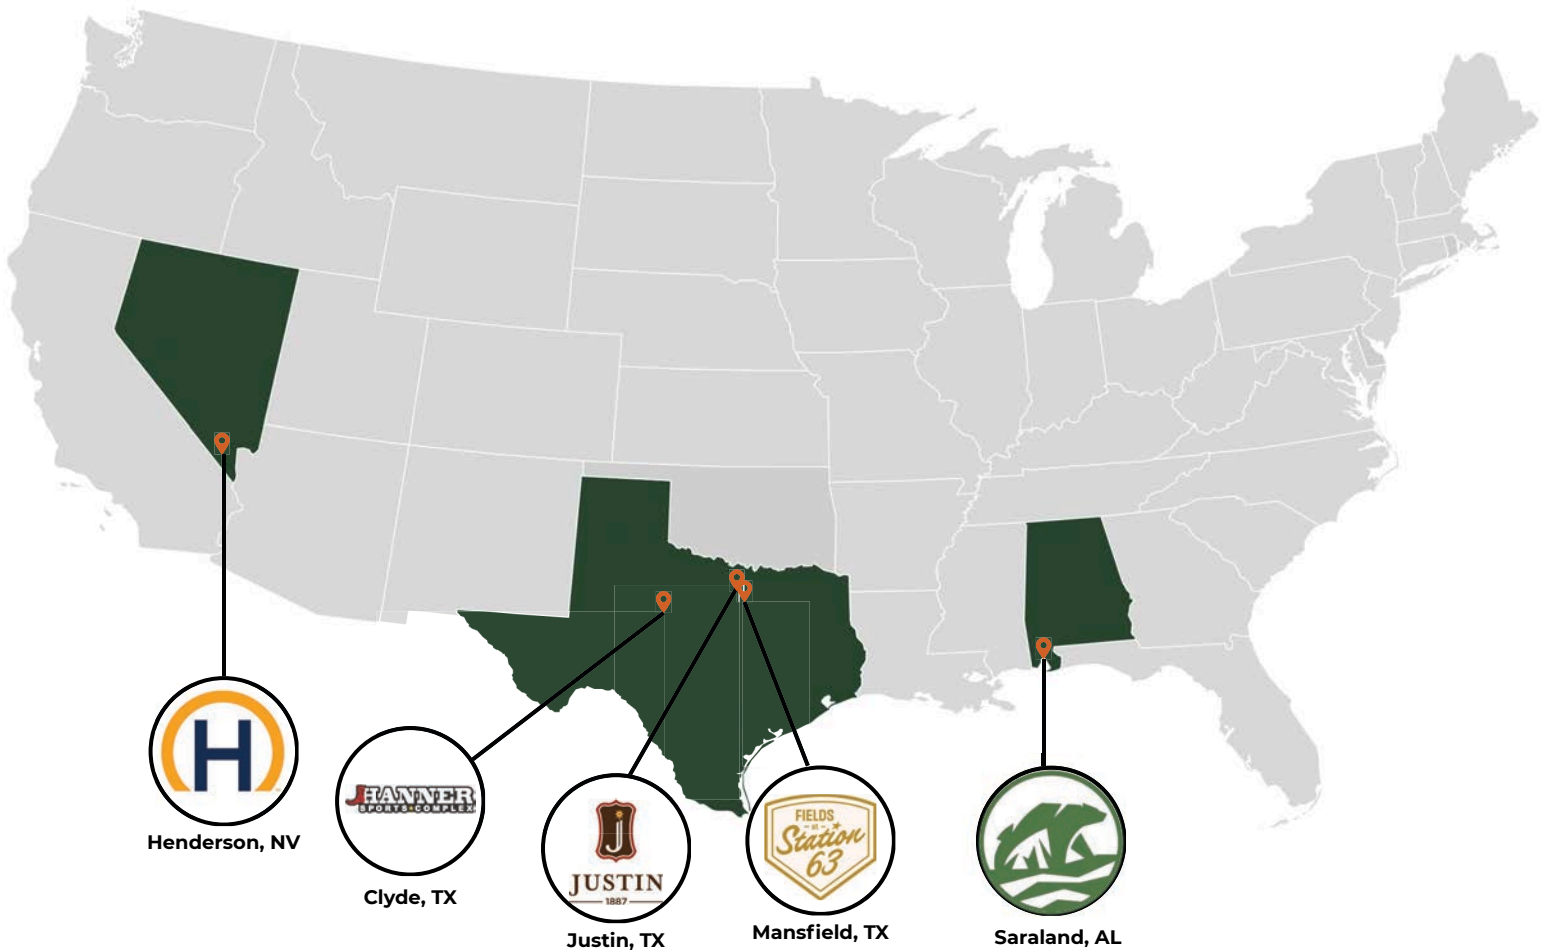 H
Henderson, NV
JHANNER
SPORTS COMPLEX
Clyde, TX
J
JUSTIN
1887
Justin, TX
FIELDS
at
Station
63
Mansfield, TX
Saraland, AL